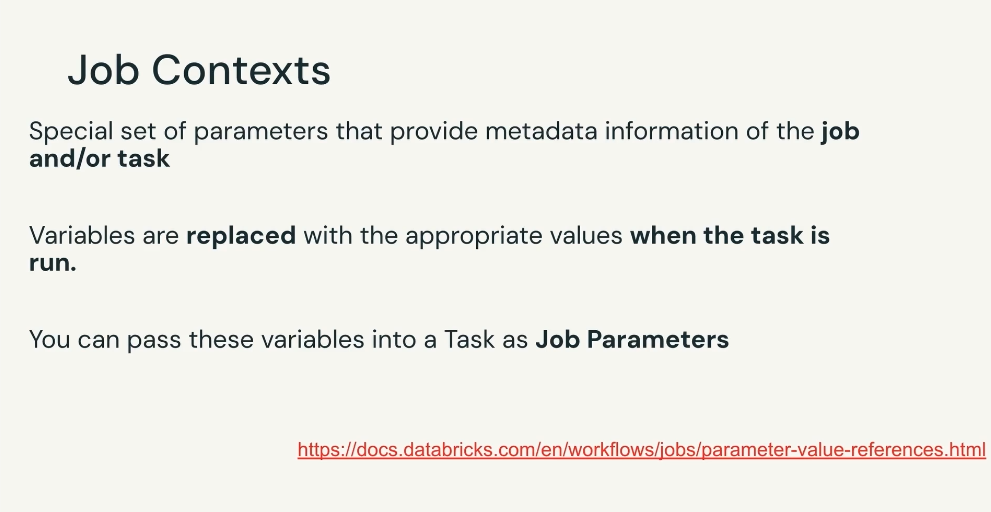 Job Contexts
Special set of parameters that provide metadata information of the job
and/or task
Variables are replaced with the appropriate values when the task is
run.
You can pass these variables into a Task as Job Parameters
https://docs.databricks.com/en/workflows/jobs/parameter-value-references.html